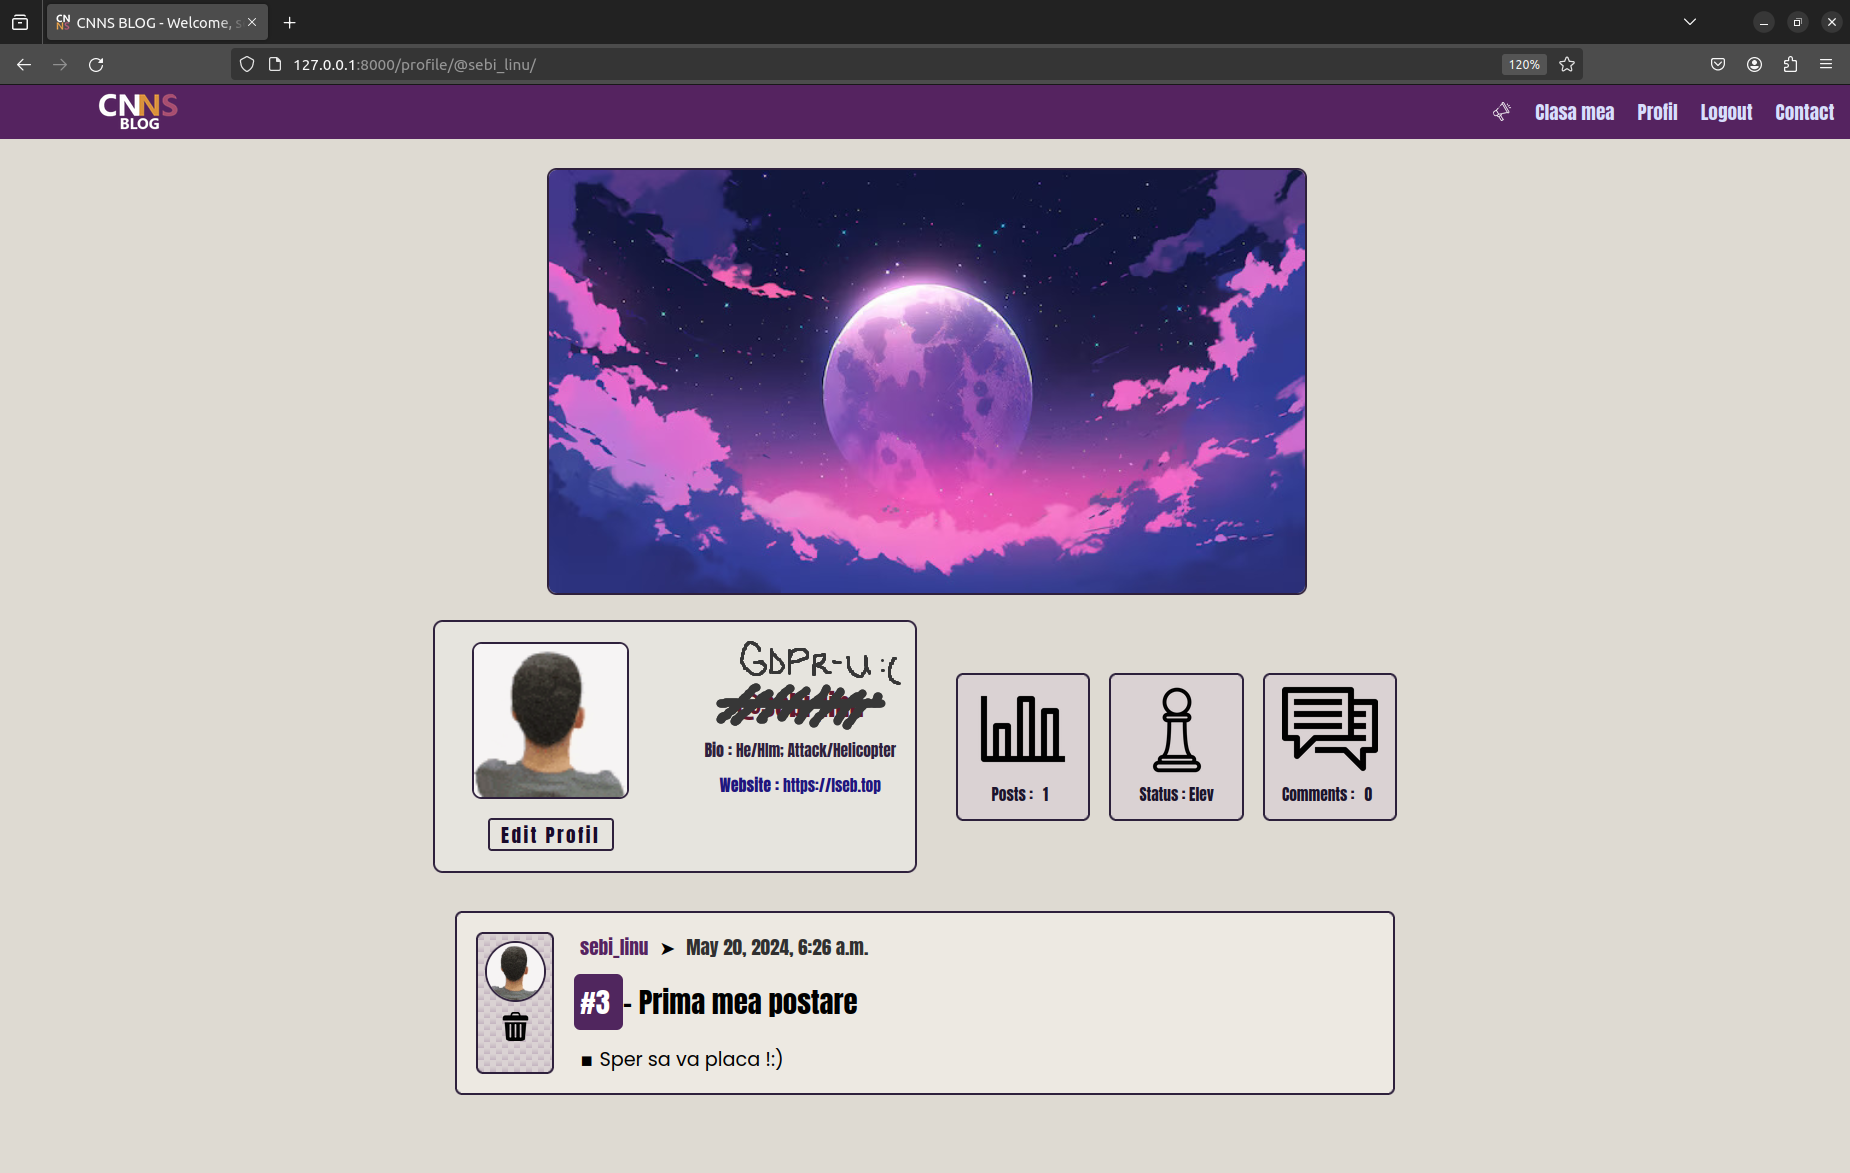 CNNS BLOG - Welcome, s
127.0.0.1:8000/profile/@sebi_linu/
120%
CNNS
BLOG
Clasa mea Profil Logout Contact
GDPR-U :(
Bio : He/HIm; Attack/Helicopter
Website : https://lseb.top
Edit Profil
Posts : 1
Status : Elev
Comments : 0
sebi_linu ➤ May 20, 2024, 6:26 a.m.
#3 - Prima mea postare
▪ Sper sa va placa !:)